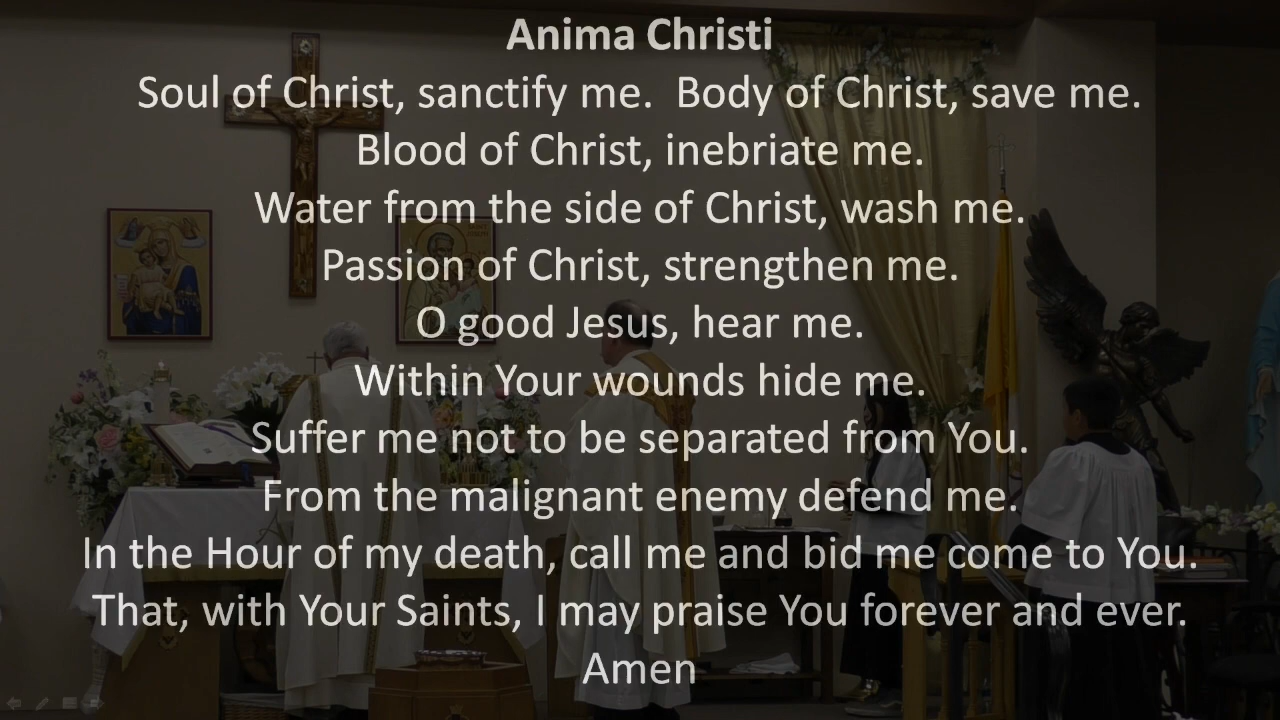 Anima Christi
Soul of Christ, sanctify me.  Body of Christ, save me.
Blood of Christ, inebriate me.
Water from the side of Christ, wash me.
Passion of Christ, strengthen me.
O good Jesus, hear me.
Within Your wounds hide me.
Suffer me not to be separated from You.
From the malignant enemy defend me.
In the Hour of my death, call me and bid me come to You.
That, with Your Saints, I may praise You forever and ever.
Amen